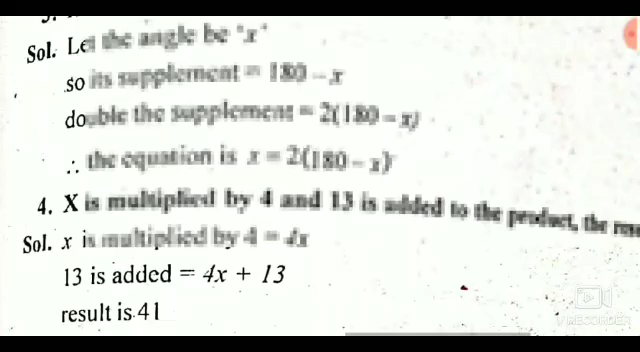 Sol. Let the angle be 'x'
so its supplement = 180 – x
double the supplement = 2(180 – x)
∴ the equation is x = 2(180 – x)
4. X is multiplied by 4 and 13 is added to the product, the
Sol. x is multiplied by 4 = 4x
13 is added = 4x + 13
result is 41
V RECORDER